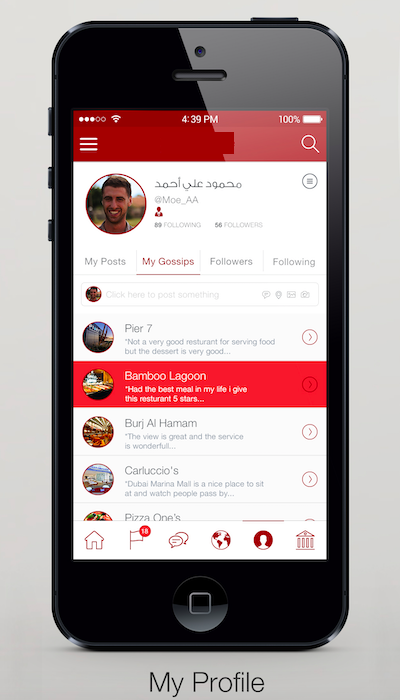 4:39 PM
100%
محمود علي أحمد
@Moe_AA
89 FOLLOWING 56 FOLLOWERS
My Posts My Gossips Followers Following
Click here to post something
Pier 7
"Not a very good resturant for serving food
but the dessert is very good...
Bamboo Lagoon
"Had the best meal in my life i give
this resturant 5 stars...
Burj Al Hamam
"The view is great and the service
is wonderfull...
Carluccio's
"Dubai Marina Mall is a nice place to sit
at and watch people pass by...
Pizza One's
18
My Profile